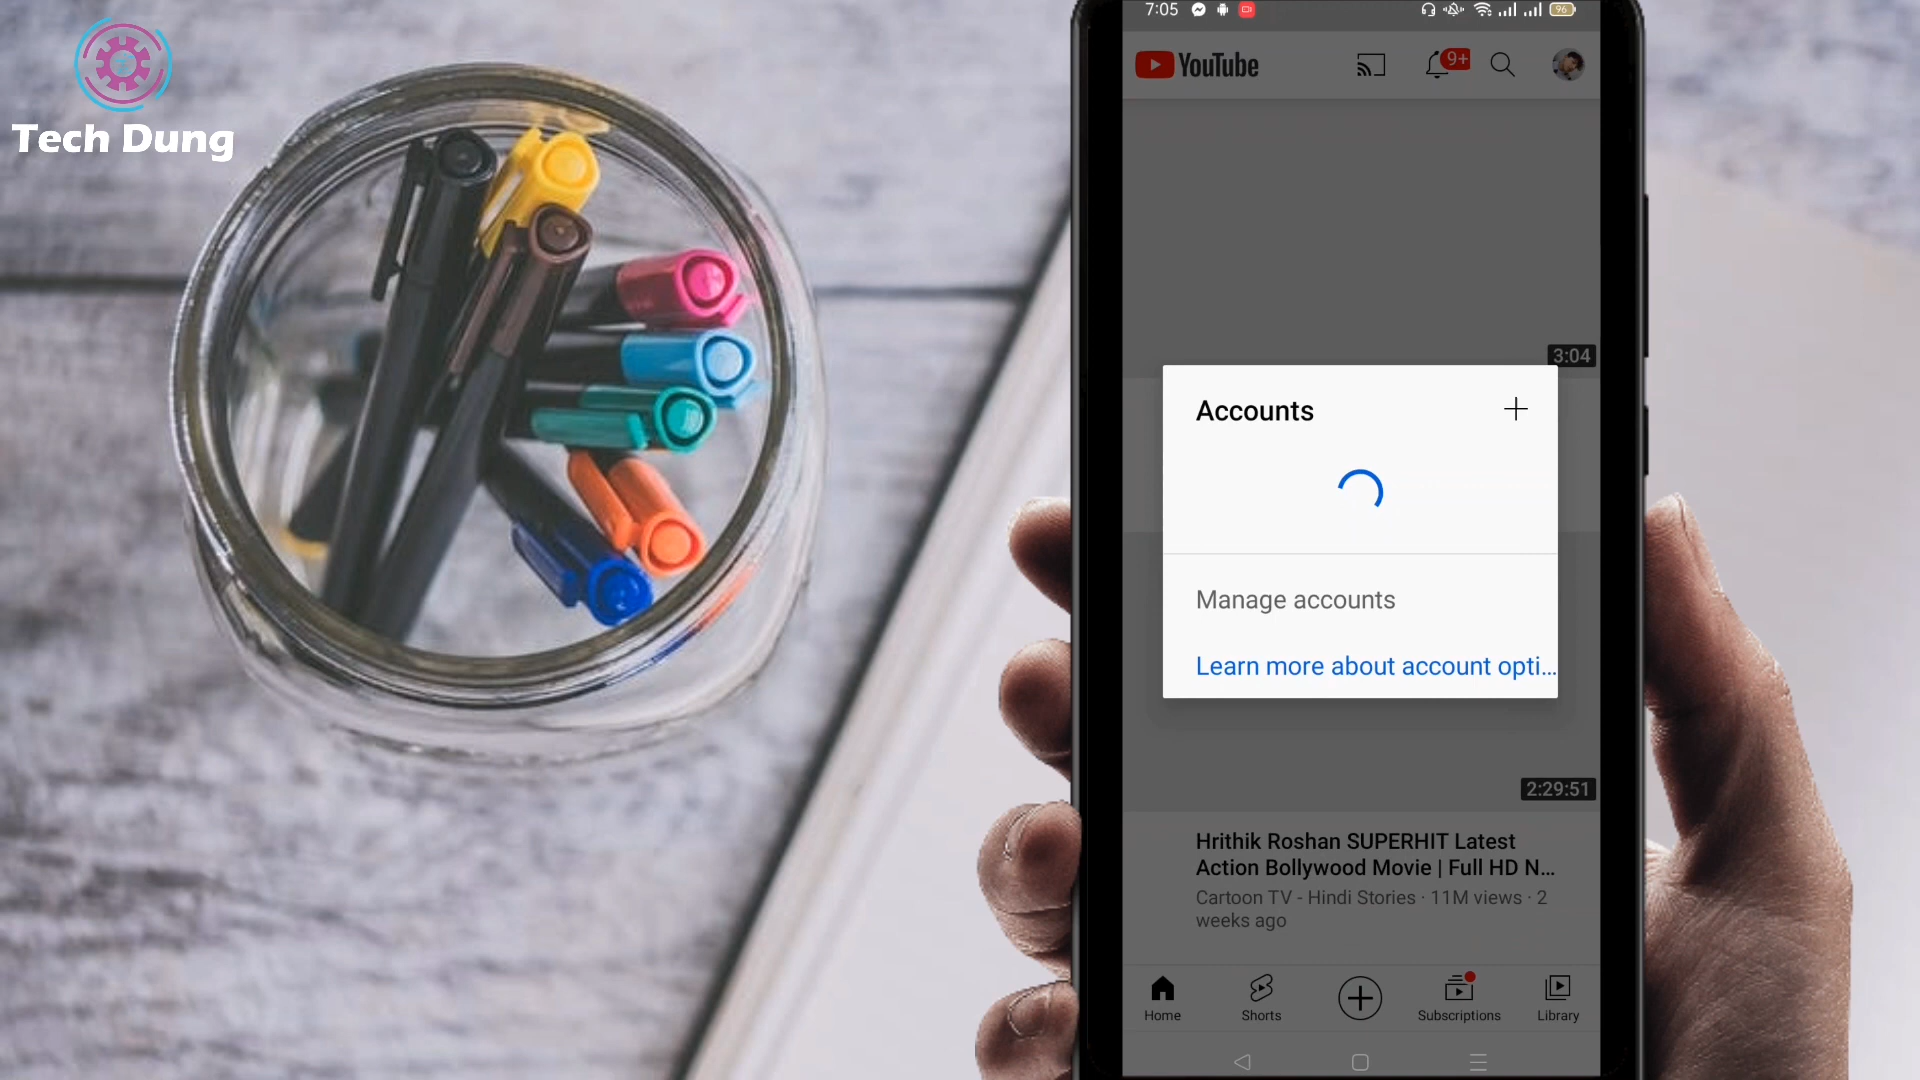 Tech Dung
7:05
96
YouTube
9+
3:04
Accounts
Manage accounts
Learn more about account opti...
2:29:51
Hrithik Roshan SUPERHIT Latest
Action Bollywood Movie | Full HD N...
Cartoon TV - Hindi Stories · 11M views · 2
weeks ago
Home
Shorts
Subscriptions
Library